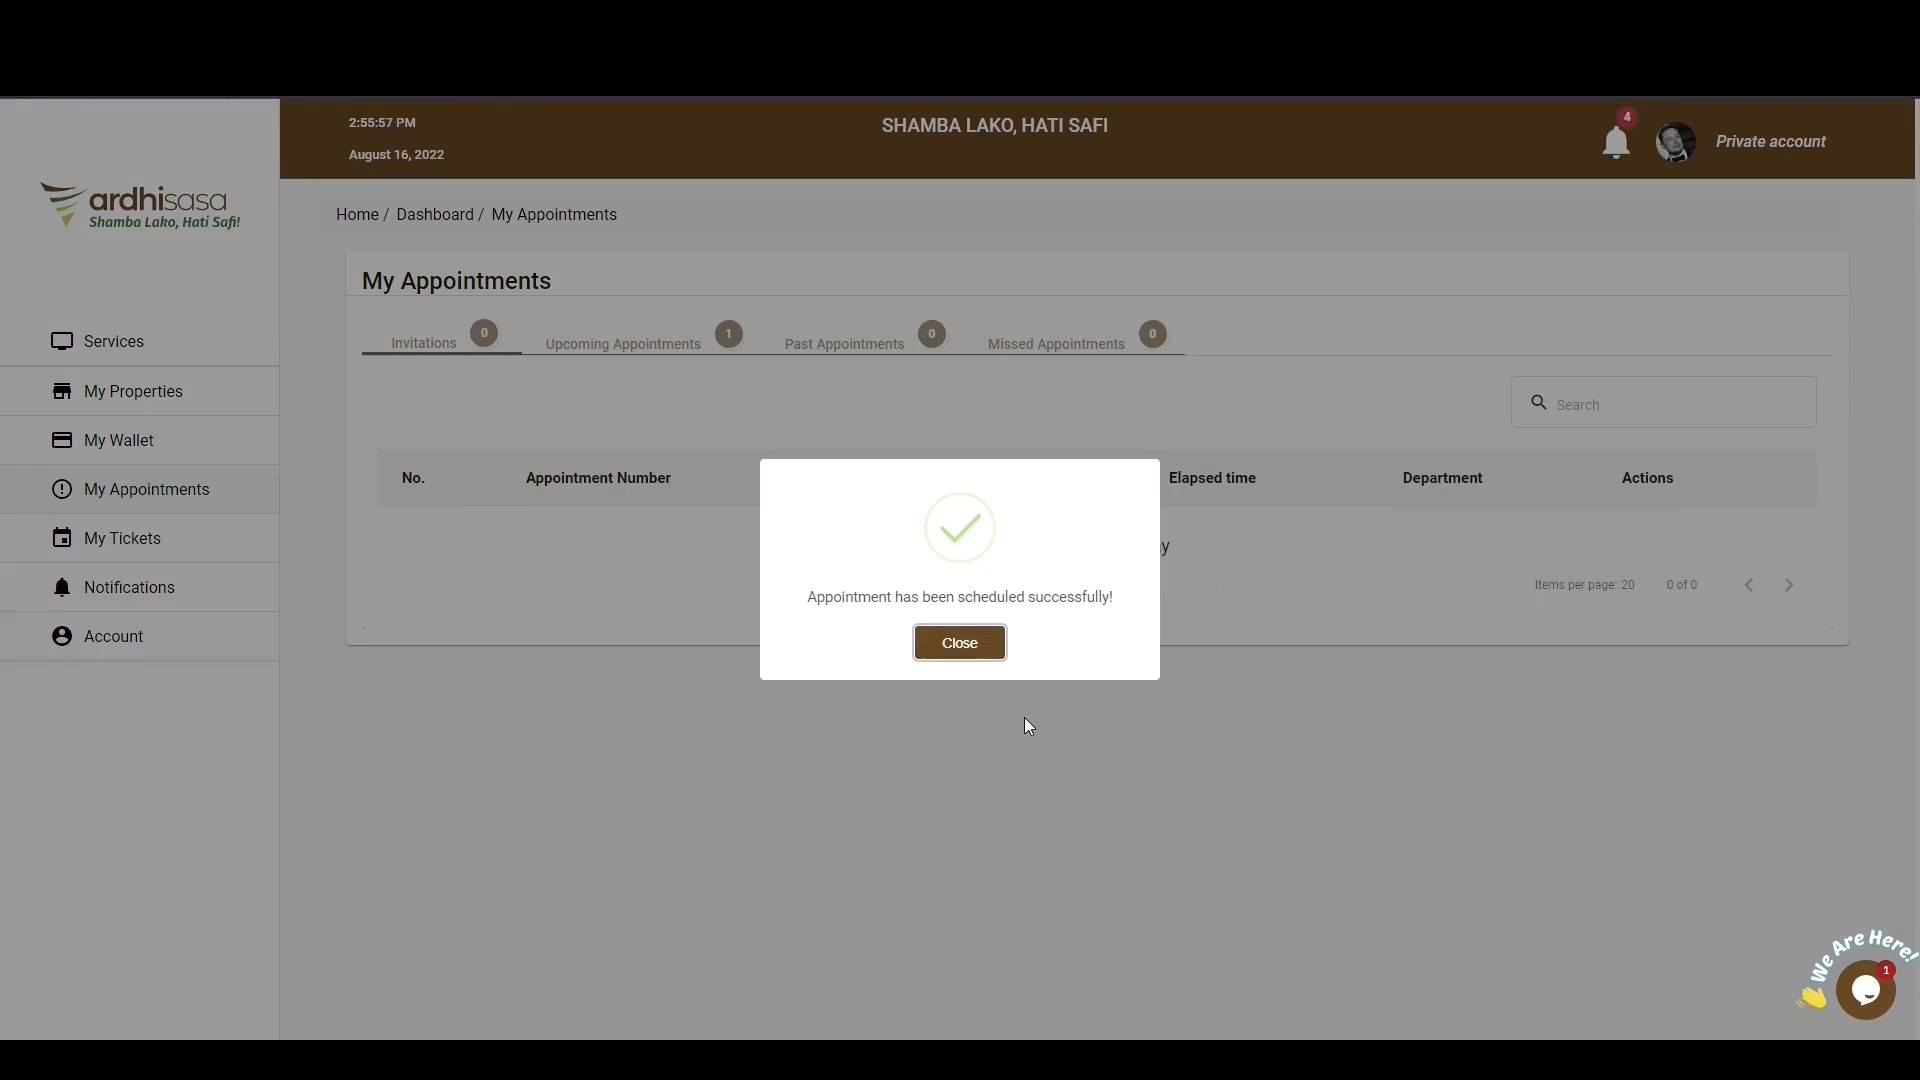 2:55:57 PM
August 16, 2022
SHAMBA LAKO, HATI SAFI
4
Private account
ardhisasa
Shamba Lako, Hati Safi!
Home / Dashboard / My Appointments
My Appointments
Invitations 0
Upcoming Appointments 1
Past Appointments 0
Missed Appointments 0
Services
My Properties
My Wallet
My Appointments
My Tickets
Notifications
Account
Search
No. Appointment Number Elapsed time Department Actions
Items per page: 20 0 of 0
Appointment has been scheduled successfully!
Close
We Are Here!
1